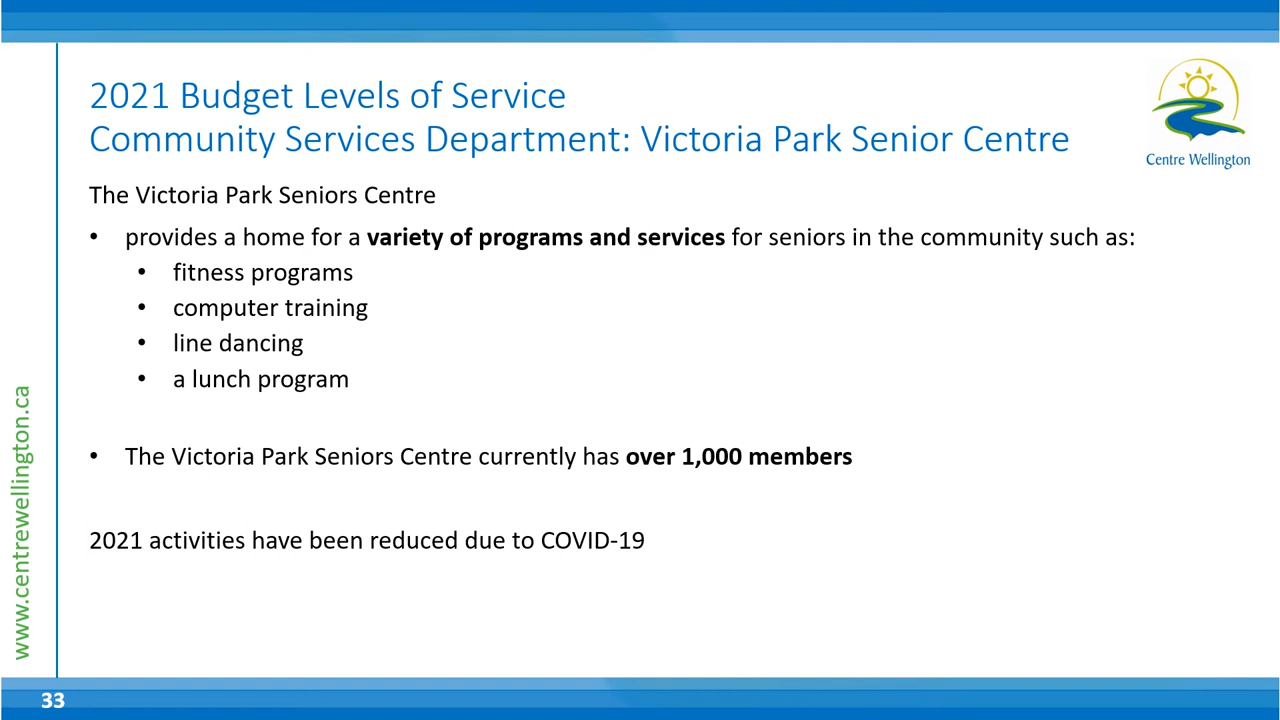 2021 Budget Levels of Service
Community Services Department: Victoria Park Senior Centre
Centre Wellington
The Victoria Park Seniors Centre
• provides a home for a variety of programs and services for seniors in the community such as:
• fitness programs
• computer training
• line dancing
• a lunch program
• The Victoria Park Seniors Centre currently has over 1,000 members
2021 activities have been reduced due to COVID-19
www.centrewellington.ca
33